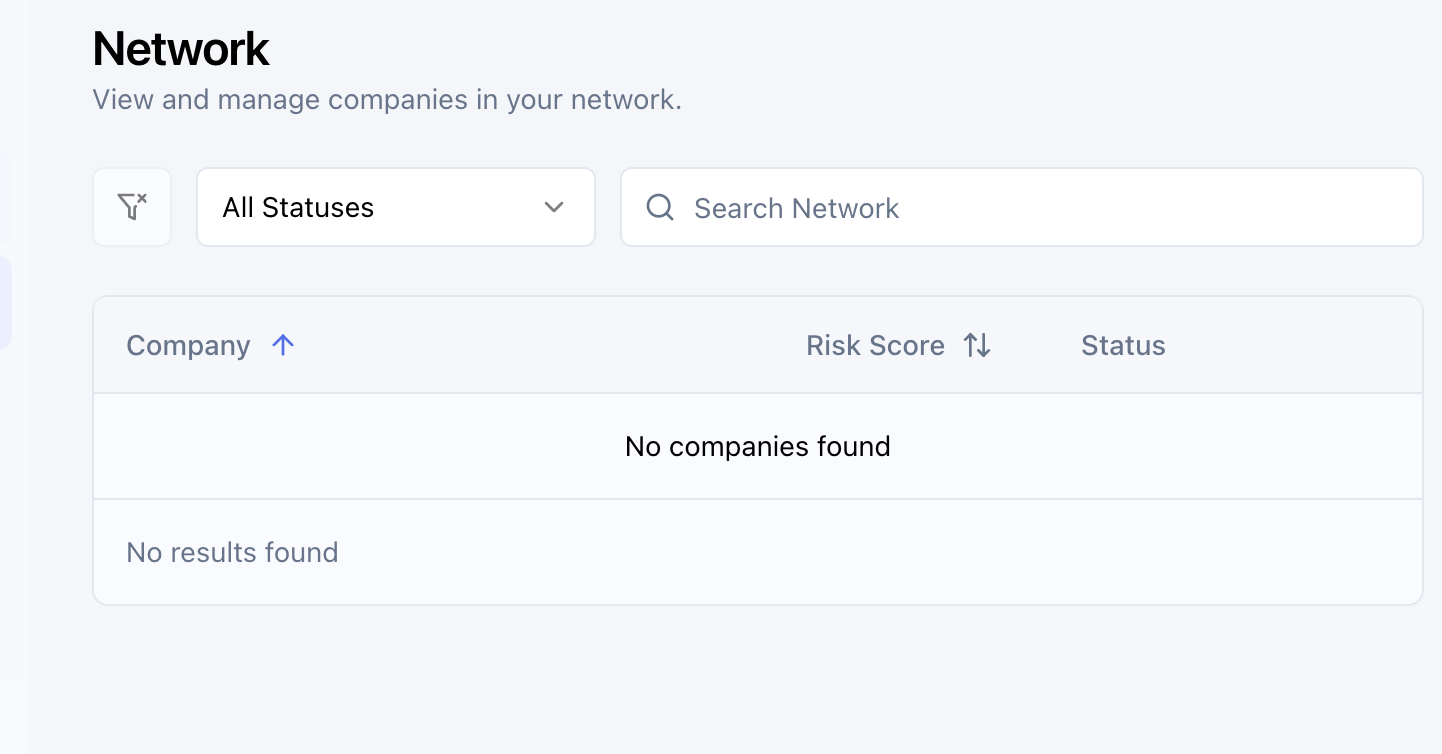 Network
View and manage companies in your network.
All Statuses
Search Network
Company Risk Score Status
No companies found
No results found